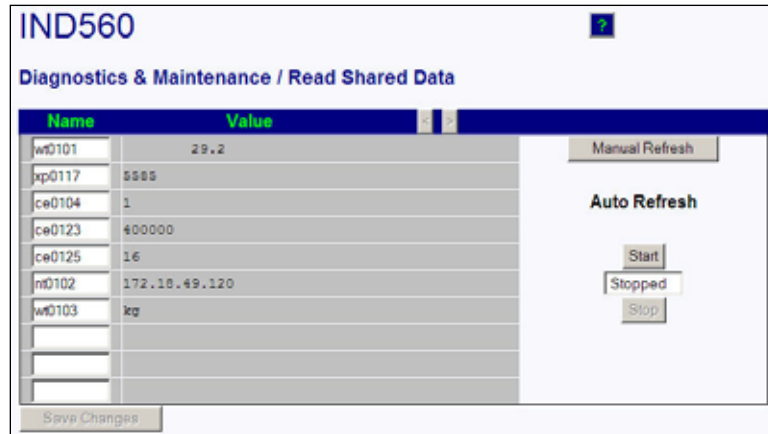 IND560 ?
Diagnostics & Maintenance / Read Shared Data
Name Value < >
wt0101 29.2 Manual Refresh
xp0117 5585
ce0104 1 Auto Refresh
ce0123 400000
ce0125 16 Start
nt0102 172.18.49.120 Stopped
wt0103 kg Stop
Save Changes